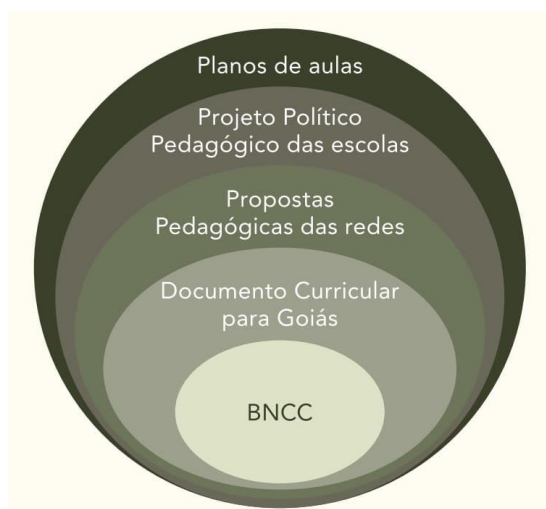 Planos de aulas
Projeto Político
Pedagógico das escolas
Propostas
Pedagógicas das redes
Documento Curricular
para Goiás
BNCC